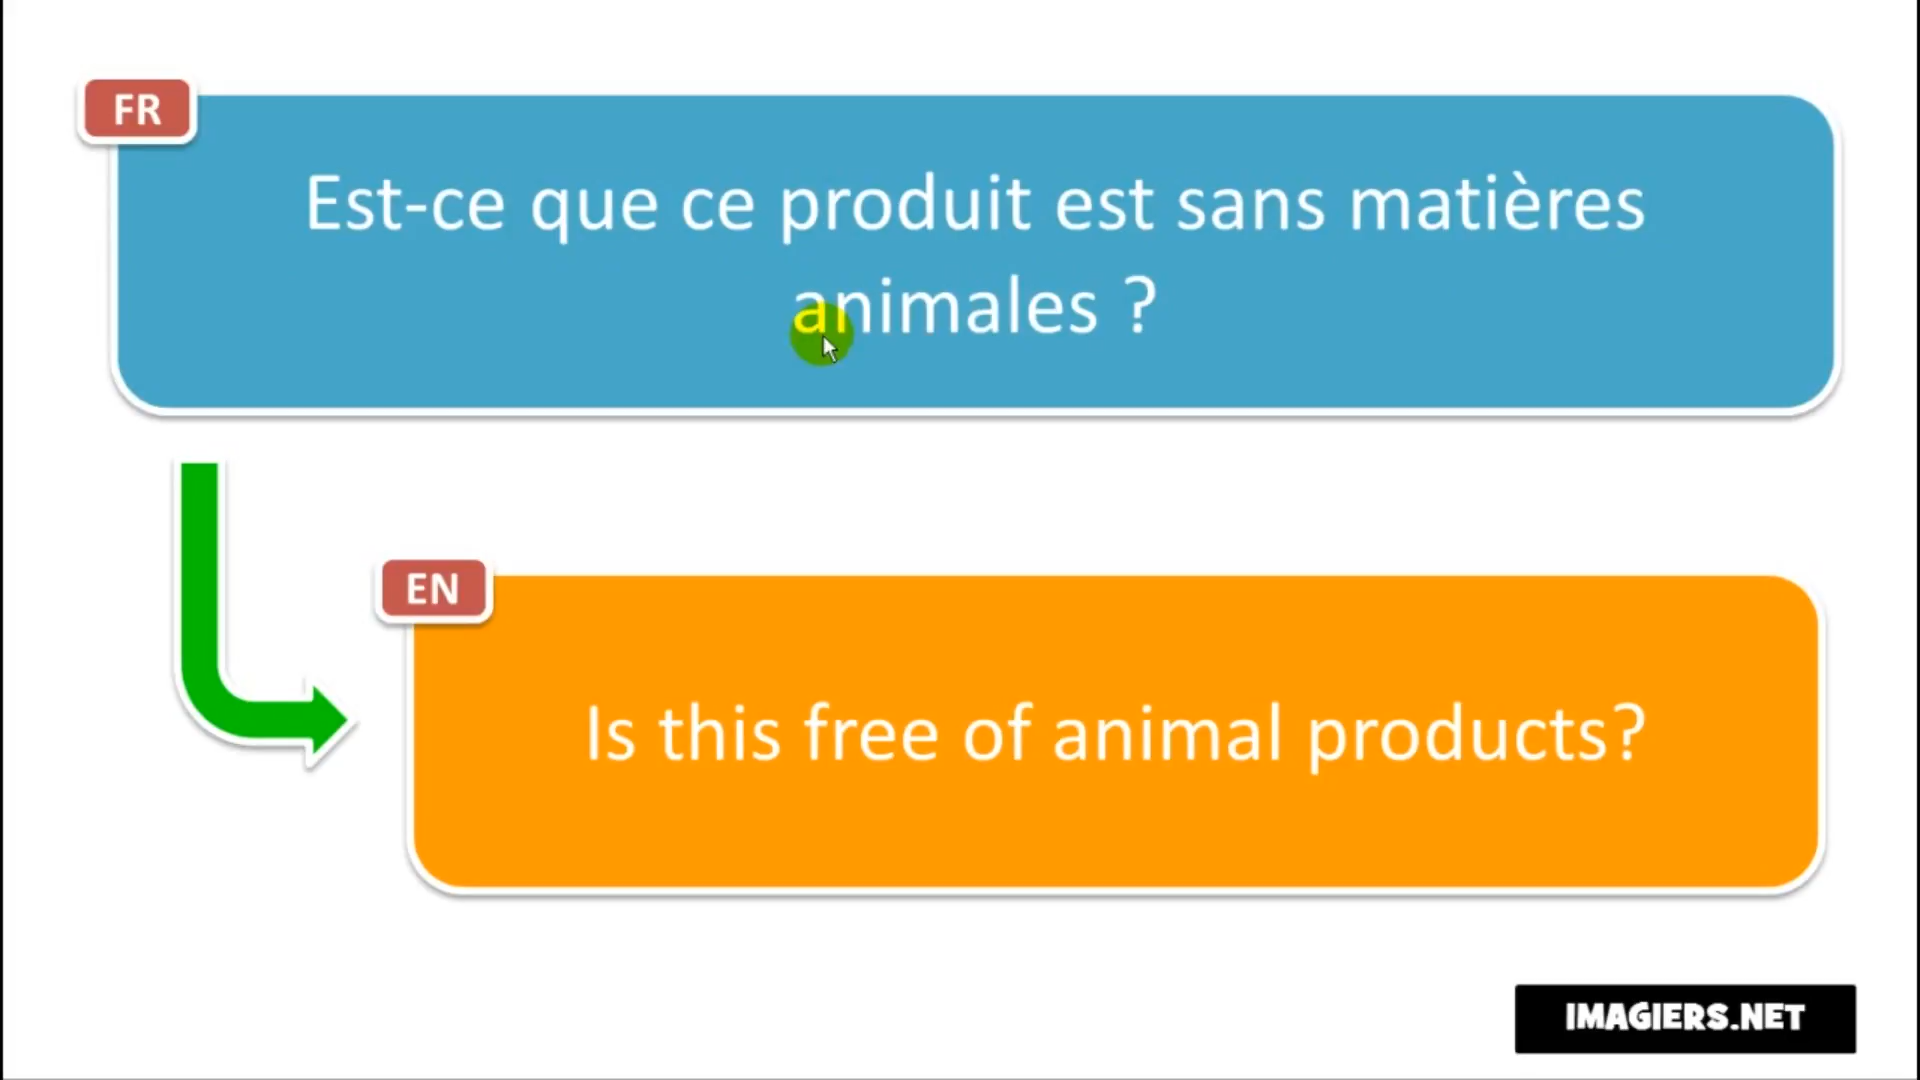 FR
Est-ce que ce produit est sans matières
animales ?
EN
Is this free of animal products?
IMAGIERS.NET